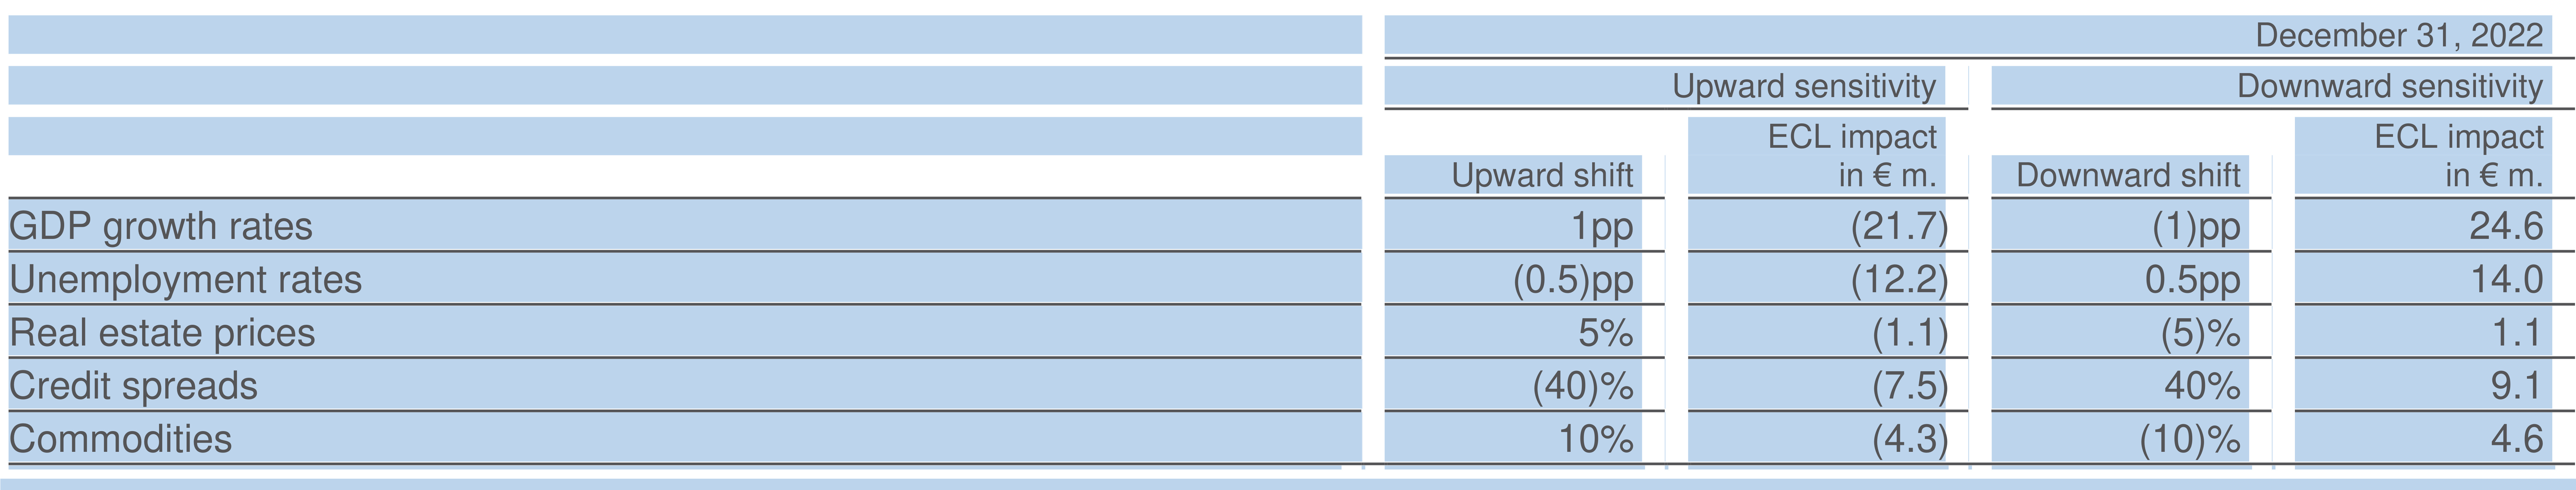 December 31, 2022
Upward sensitivity Downward sensitivity
ECL impact ECL impact
Upward shift in € m. Downward shift in € m.
GDP growth rates 1pp (21.7) (1)pp 24.6
Unemployment rates (0.5)pp (12.2) 0.5pp 14.0
Real estate prices 5% (1.1) (5)% 1.1
Credit spreads (40)% (7.5) 40% 9.1
Commodities 10% (4.3) (10)% 4.6